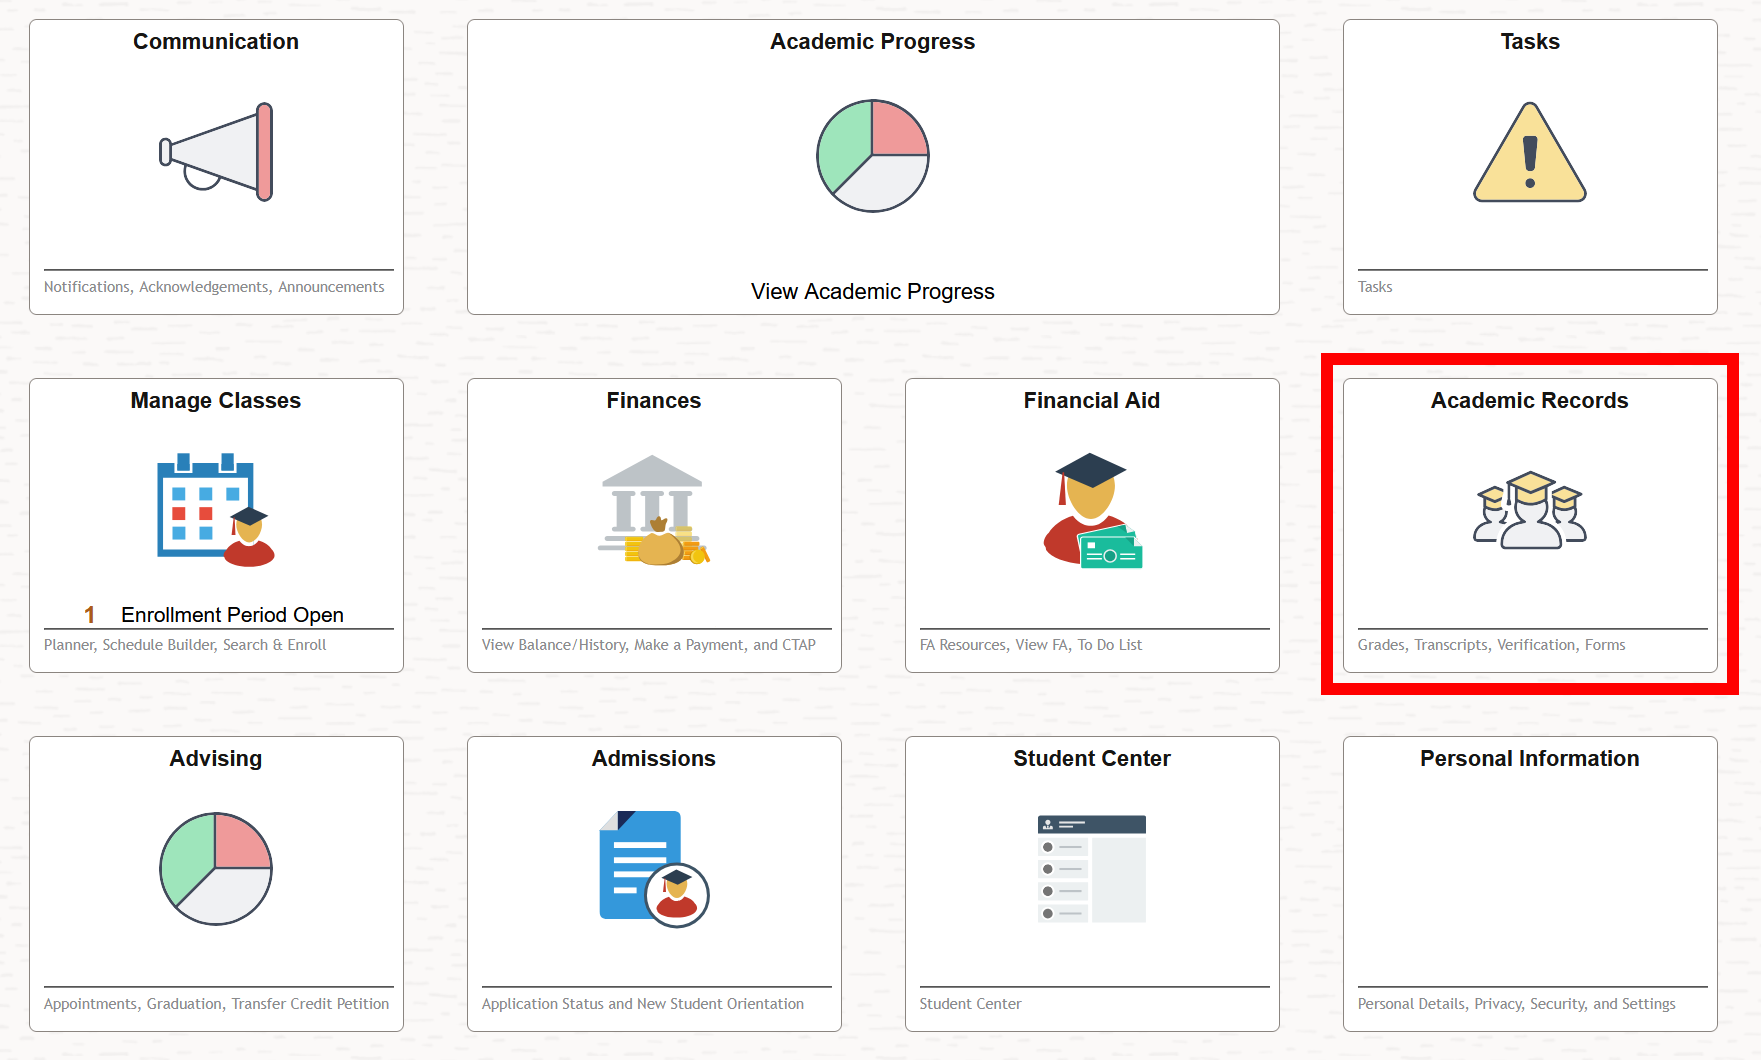 Communication
Notifications, Acknowledgements, Announcements
Academic Progress
View Academic Progress
Tasks
Tasks
Manage Classes
1 Enrollment Period Open
Planner, Schedule Builder, Search & Enroll
Finances
View Balance/History, Make a Payment, and CTAP
Financial Aid
FA Resources, View FA, To Do List
Academic Records
Grades, Transcripts, Verification, Forms
Advising
Appointments, Graduation, Transfer Credit Petition
Admissions
Application Status and New Student Orientation
Student Center
Student Center
Personal Information
Personal Details, Privacy, Security, and Settings